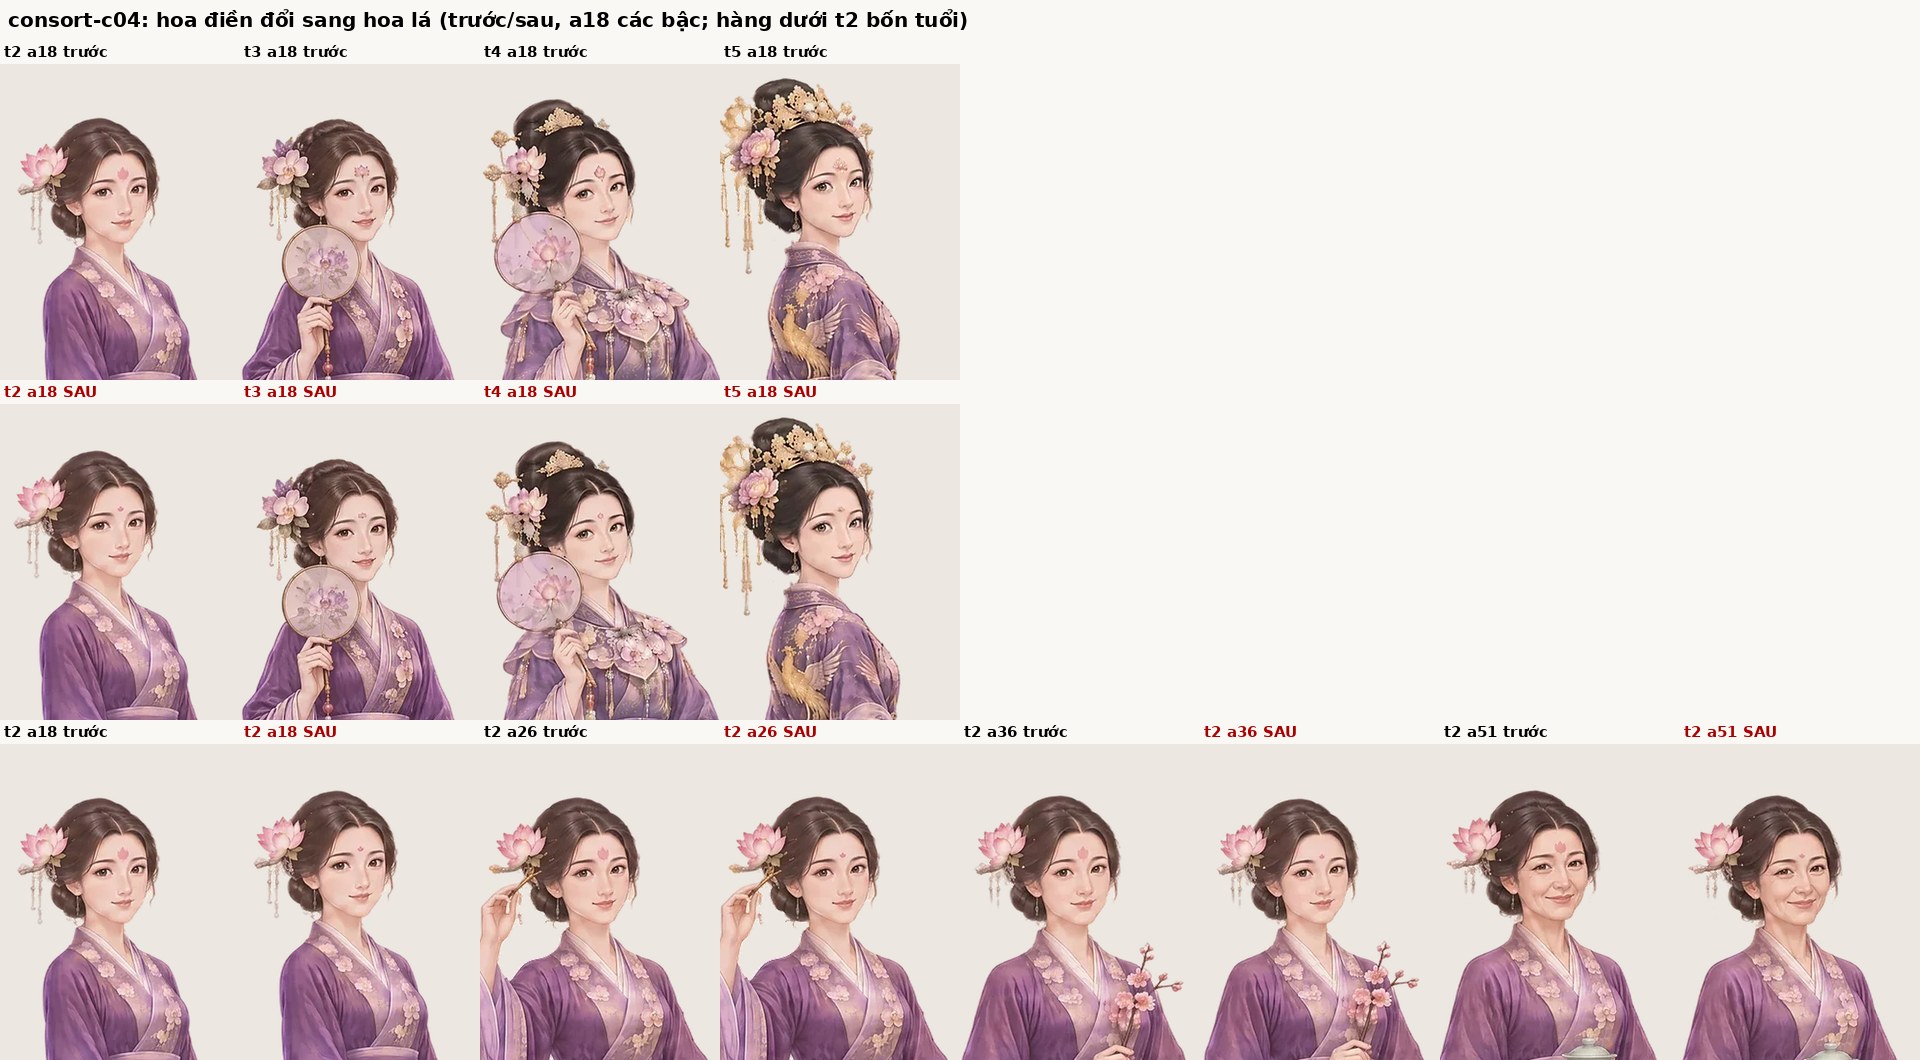 consort-c04: hoa điền đổi sang hoa lá (trước/sau, a18 các bậc; hàng dưới t2 bốn tuổi)
t2 a18 trước
t3 a18 trước
t4 a18 trước
t5 a18 trước
t2 a18 SAU
t3 a18 SAU
t4 a18 SAU
t5 a18 SAU
t2 a18 trước
t2 a18 SAU
t2 a26 trước
t2 a26 SAU
t2 a36 trước
t2 a36 SAU
t2 a51 trước
t2 a51 SAU